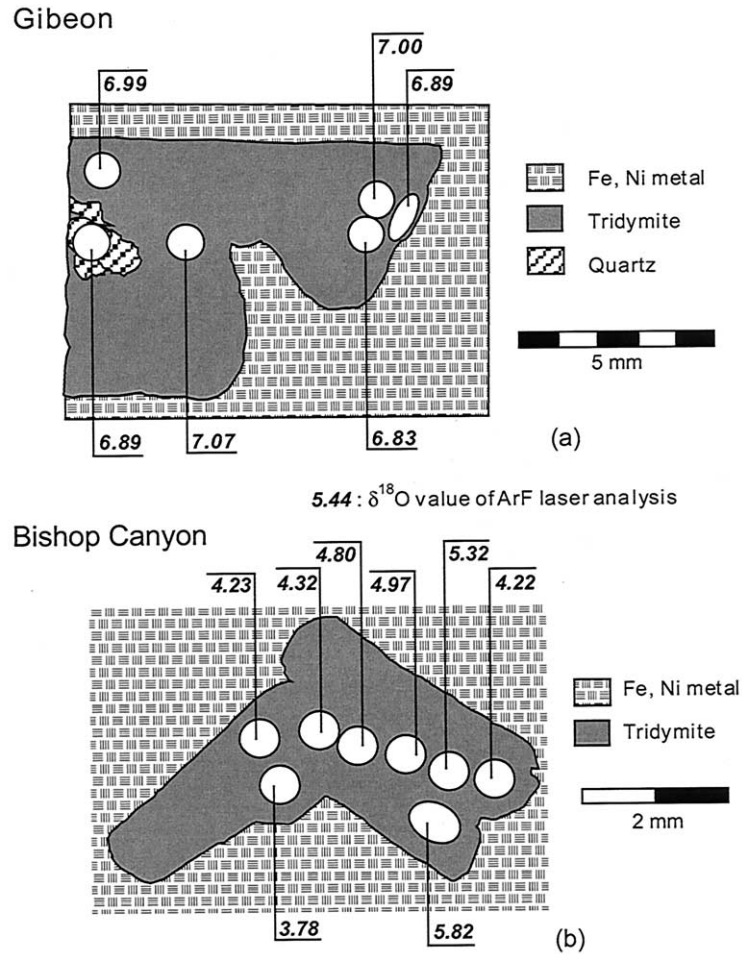 Gibeon
7.00
6.99
6.89
Fe, Ni metal
Tridymite
Quartz
5 mm
6.89
7.07
6.83
(a)
5.44 : δ¹⁸O value of ArF laser analysis
Bishop Canyon
4.80
5.32
4.23
4.32
4.97
4.22
Fe, Ni metal
Tridymite
2 mm
3.78
5.82
(b)